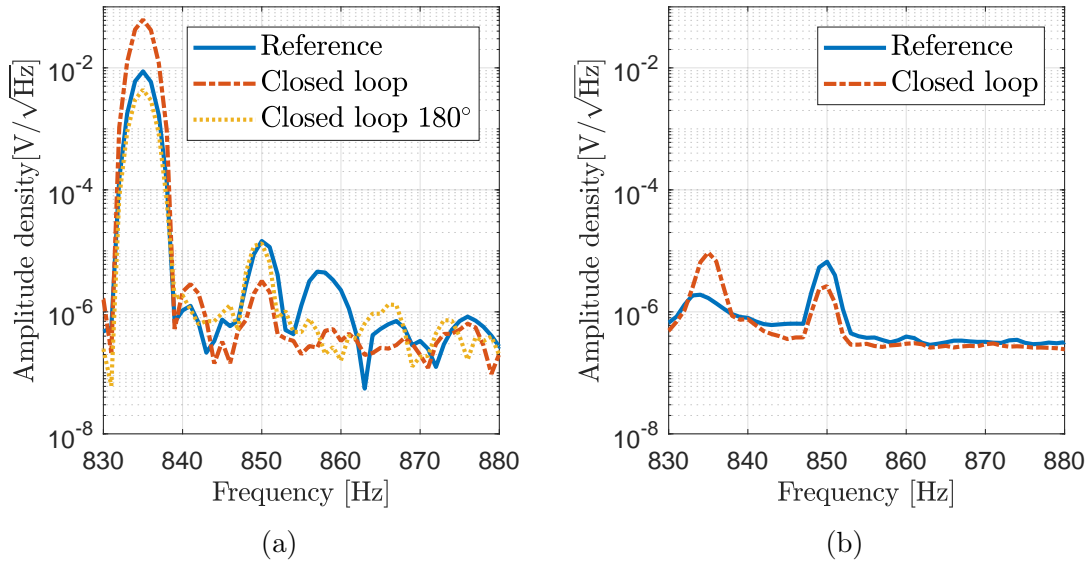 Reference
Closed loop
Closed loop 180°
Amplitude density[V/√Hz]
10^-2
10^-4
10^-6
10^-8
830 840 850 860 870 880
Frequency [Hz]
(a)
Reference
Closed loop
Amplitude density[V/√Hz]
10^-2
10^-4
10^-6
10^-8
830 840 850 860 870 880
Frequency [Hz]
(b)